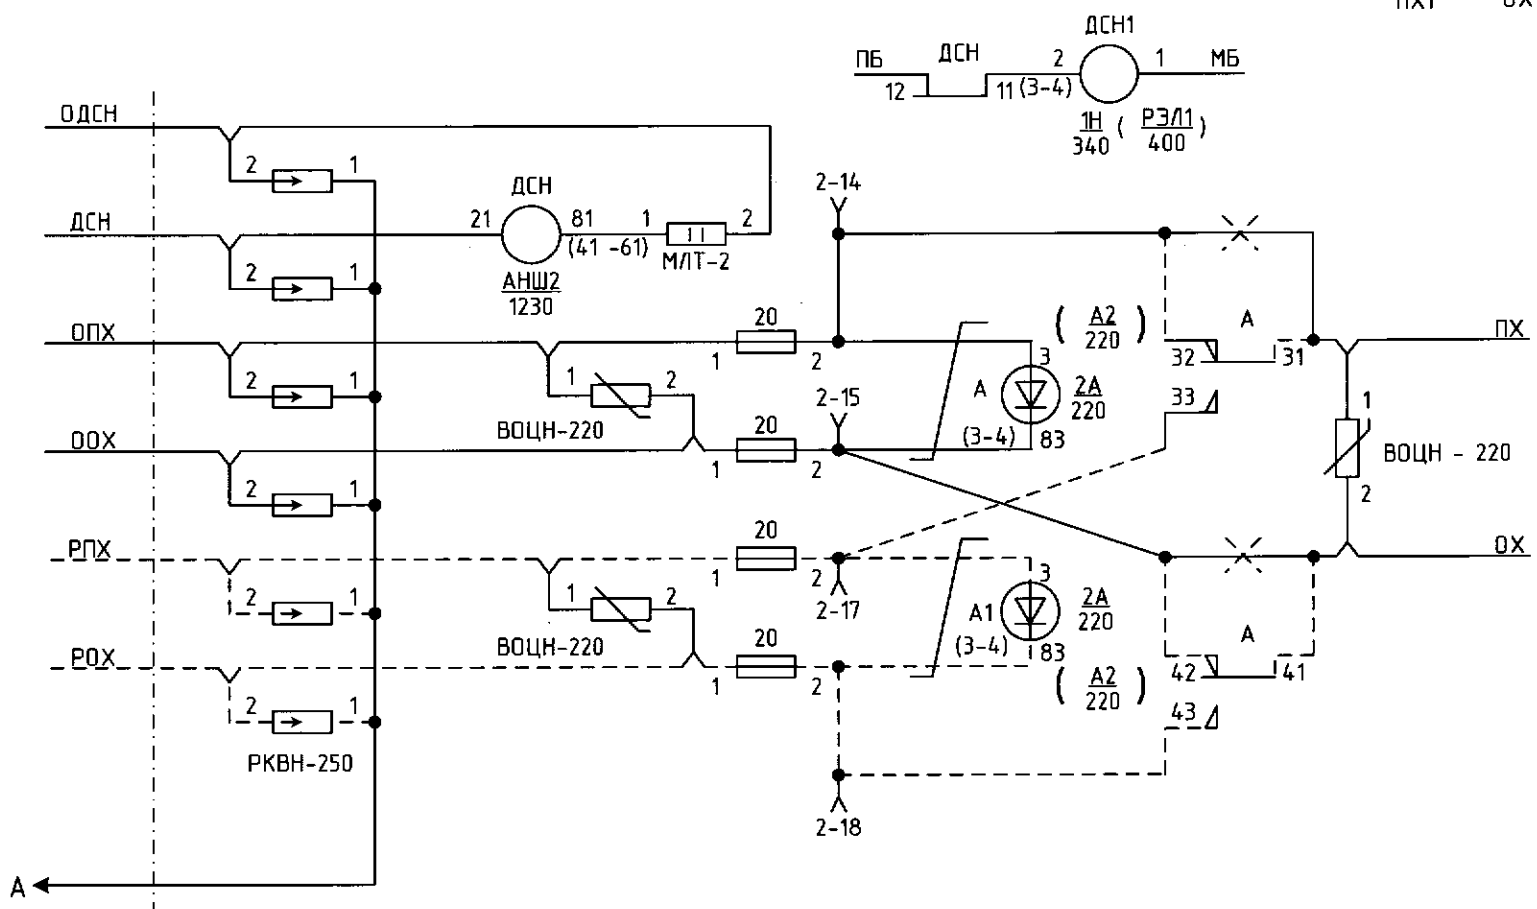 ПХ1 ОХ
ДСН1
ПБ ДСН 2 1 МБ
12 11 (3-4)
1Н ( РЭЛ1 )
340 400
ОДСН
2 1
2-14
ДСН
ДСН 21 81 1 2
(41 -61)
МЛТ-2
2 1
АНШ2
1230
20
( А2 ) А
220
ОПХ ПХ
1 2 3 32 31
2 1
1 2
2-15
А 2А 33 1
220
ВОЦН-220 20 (3-4) 83
ООХ
1 2
ВОЦН - 220
2 1
2
20
РПХ ОХ
1 2 3
2-17
2 1
1 2
А1 2А
220
(3-4) 83
А
ВОЦН-220 20
РОХ
1 2
42 41
( А2 )
220
2 1
43
РКВН-250
2-18
А